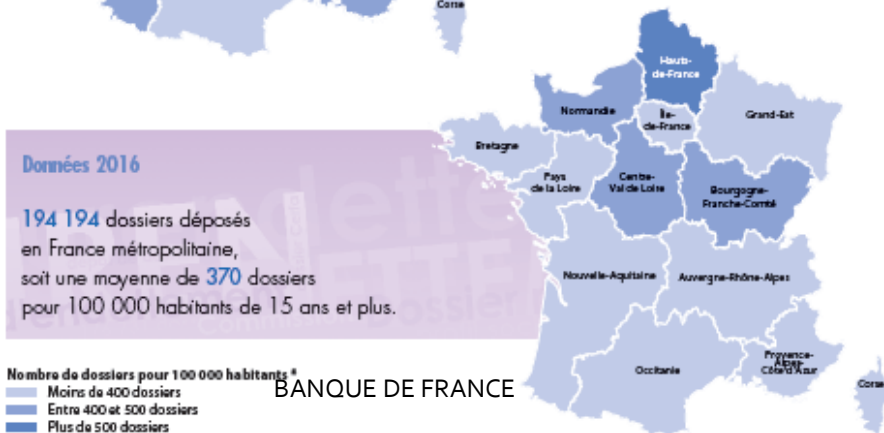 Corse
Hauts-
de-France
Normandie
Île-
de-France
Grand-Est
Bretagne
Pays
de la Loire
Centre-
Val de Loire
Bourgogne-
Franche-Comté
Données 2016
194 194 dossiers déposés
en France métropolitaine,
soit une moyenne de 370 dossiers
pour 100 000 habitants de 15 ans et plus.
Nouvelle-Aquitaine
Auvergne-Rhône-Alpes
Occitanie
Provence-
Alpes-
Côte d'Azur
Corse
Nombre de dossiers pour 100 000 habitants *
Moins de 400 dossiers
Entre 400 et 500 dossiers
Plus de 500 dossiers
BANQUE DE FRANCE